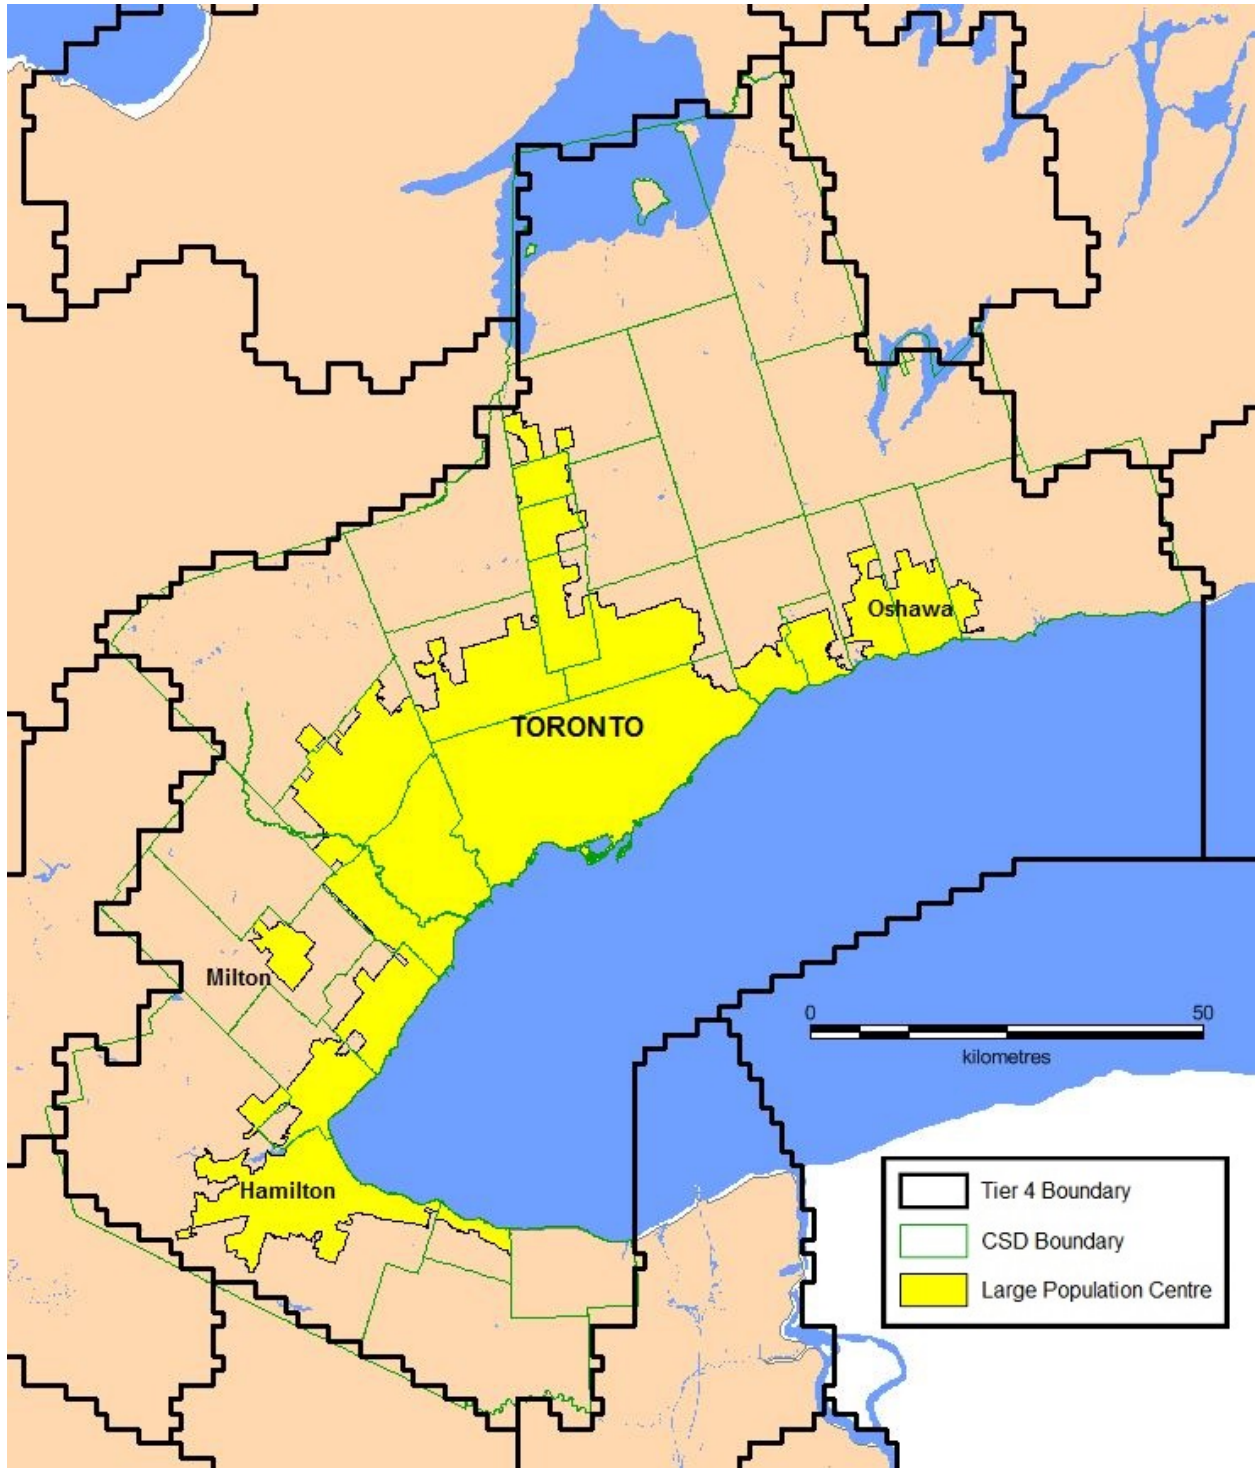 Oshawa
TORONTO
Milton
0 50
kilometres
Hamilton
Tier 4 Boundary
CSD Boundary
Large Population Centre